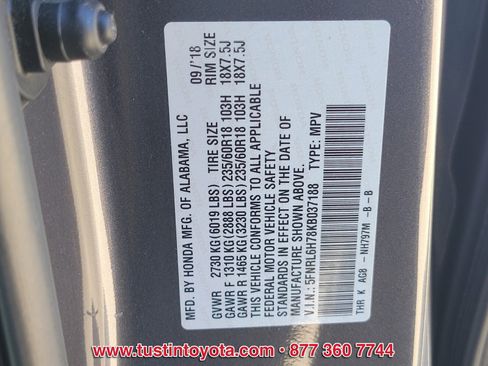 MFD. BY HONDA MFG. OF ALABAMA, LLC 09/'18
TIRE SIZE RIM SIZE
GVWR 2730 KG(6019 LBS)
GAWR F 1310 KG(2888 LBS) 235/60R18 103H 18X7.5J
GAWR R 1465 KG(3230 LBS) 235/60R18 103H 18X7.5J
THIS VEHICLE CONFORMS TO ALL APPLICABLE
FEDERAL MOTOR VEHICLE SAFETY
STANDARDS IN EFFECT ON THE DATE OF
MANUFACTURE SHOWN ABOVE.
V.I.N.: 5FNRL6H78KB037188 TYPE: MPV
THR K AG8 - NH797M -B - B
www.tustintoyota.com • 877 360 7744